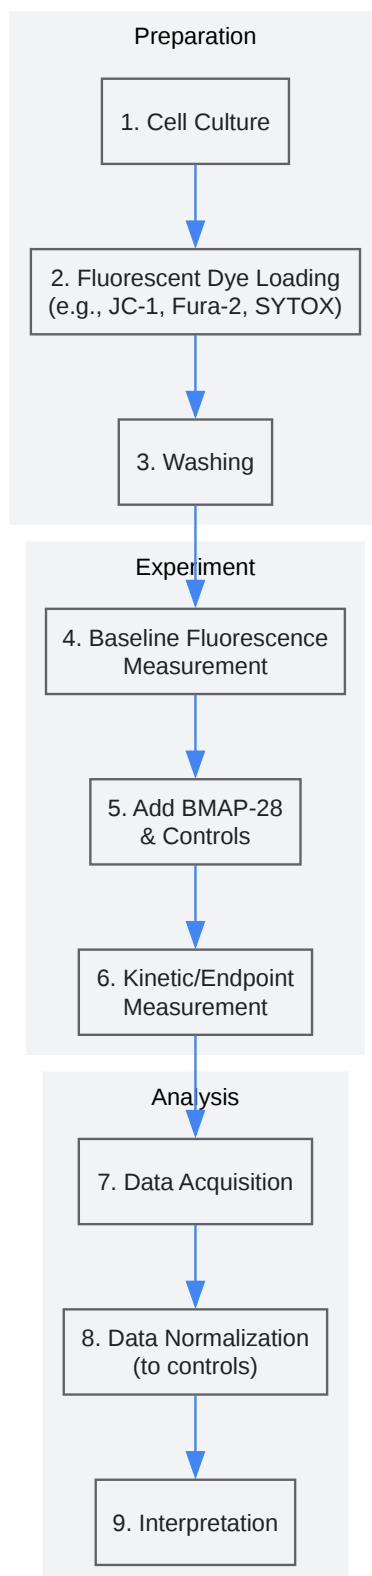 Preparation
1. Cell Culture
2. Fluorescent Dye Loading
(e.g., JC-1, Fura-2, SYTOX)
3. Washing
Experiment
4. Baseline Fluorescence
Measurement
5. Add BMAP-28
& Controls
6. Kinetic/Endpoint
Measurement
Analysis
7. Data Acquisition
8. Data Normalization
(to controls)
9. Interpretation